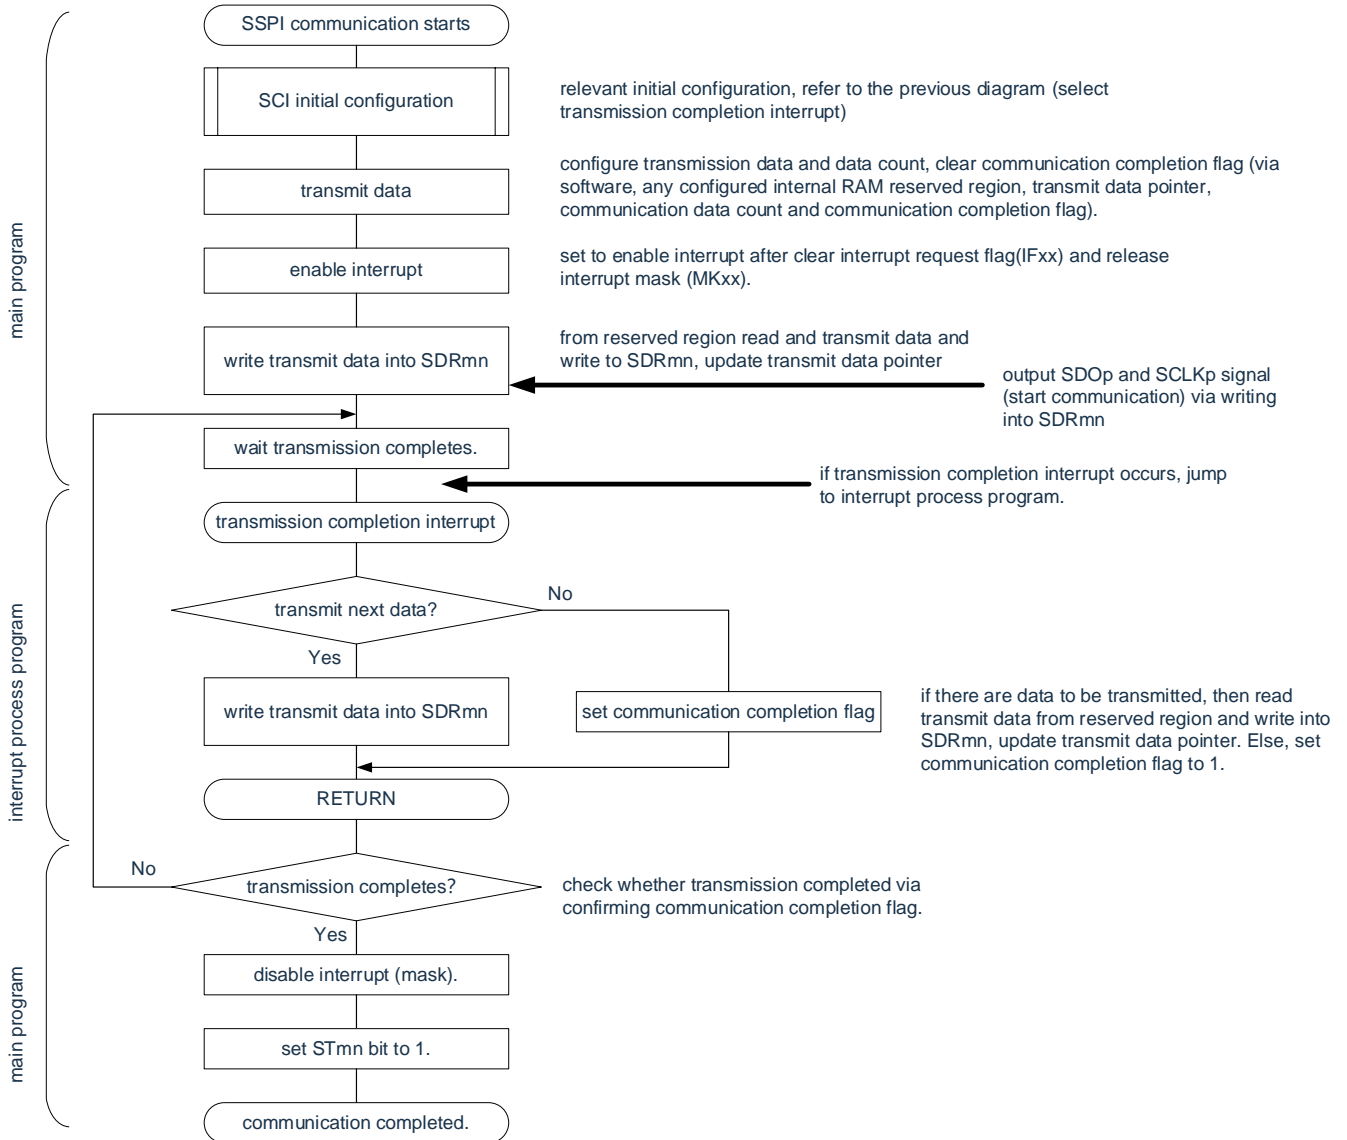 SSPI communication starts
SCI initial configuration
relevant initial configuration, refer to the previous diagram (select
transmission completion interrupt)
transmit data
configure transmission data and data count, clear communication completion flag (via
software, any configured internal RAM reserved region, transmit data pointer,
communication data count and communication completion flag).
main program
enable interrupt
set to enable interrupt after clear interrupt request flag(IFxx) and release
interrupt mask (MKxx).
write transmit data into SDRmn
from reserved region read and transmit data and
write to SDRmn, update transmit data pointer
output SDOp and SCLKp signal
(start communication) via writing
into SDRmn
wait transmission completes.
if transmission completion interrupt occurs, jump
to interrupt process program.
transmission completion interrupt
transmit next data?
No
Yes
interrupt process program
write transmit data into SDRmn
set communication completion flag
if there are data to be transmitted, then read
transmit data from reserved region and write into
SDRmn, update transmit data pointer. Else, set
communication completion flag to 1.
RETURN
No
transmission completes?
check whether transmission completed via
confirming communication completion flag.
Yes
main program
disable interrupt (mask).
set STmn bit to 1.
communication completed.